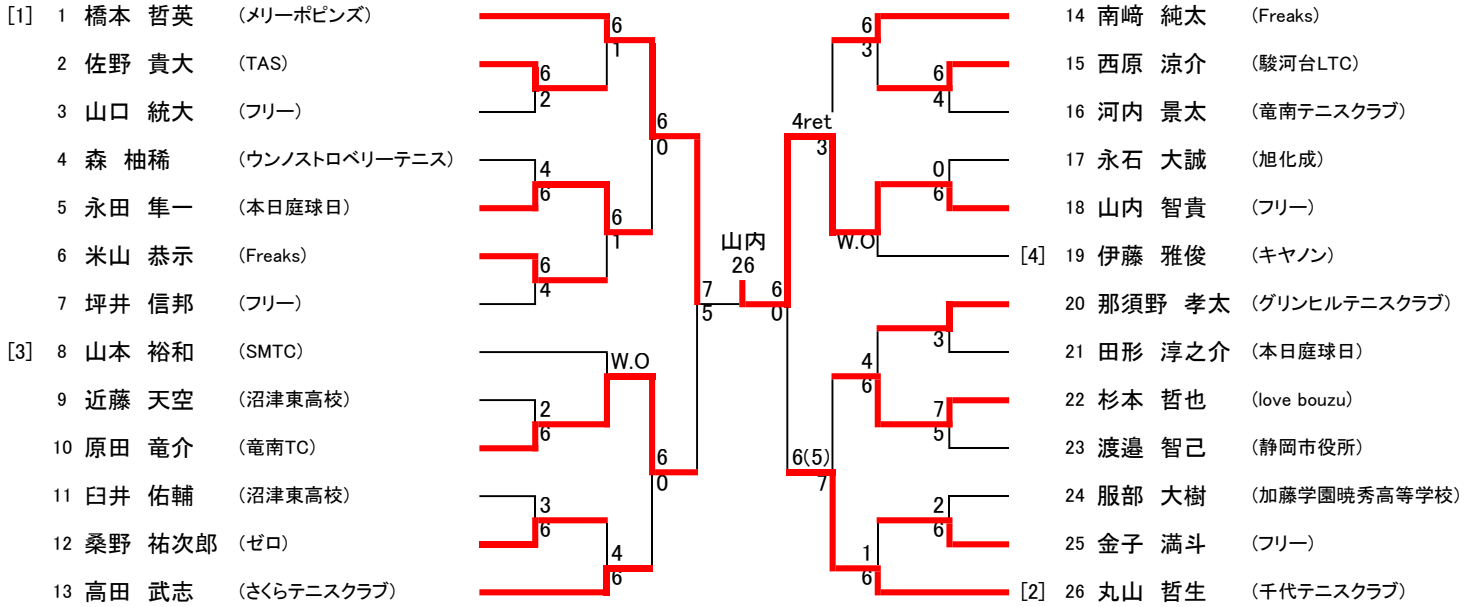 [1] 1 橋本 哲英 (メリーポピンズ)
2 佐野 貴大 (TAS)
3 山口 統大 (フリー)
4 森 柚稀 (ウンノストロベリーテニス)
5 永田 隼一 (本日庭球日)
6 米山 恭示 (Freaks)
7 坪井 信邦 (フリー)
[3] 8 山本 裕和 (SMTC)
9 近藤 天空 (沼津東高校)
10 原田 竜介 (竜南TC)
11 臼井 佑輔 (沼津東高校)
12 桑野 祐次郎 (ゼロ)
13 高田 武志 (さくらテニスクラブ)
6
1
6
2
6
0
4
6
6
1
6
4
7
5
W.O
2
6
6
0
3
6
4
6
山内
26
6
0
4ret
3
6
3
6
4
0
6
W.O
3
4
6
7
5
6(5)
7
2
6
1
6
14 南﨑 純太 (Freaks)
15 西原 涼介 (駿河台LTC)
16 河内 景太 (竜南テニスクラブ)
17 永石 大誠 (旭化成)
18 山内 智貴 (フリー)
[4] 19 伊藤 雅俊 (キヤノン)
20 那須野 孝太 (グリンヒルテニスクラブ)
21 田形 淳之介 (本日庭球日)
22 杉本 哲也 (love bouzu)
23 渡邉 智己 (静岡市役所)
24 服部 大樹 (加藤学園暁秀高等学校)
25 金子 満斗 (フリー)
[2] 26 丸山 哲生 (千代テニスクラブ)